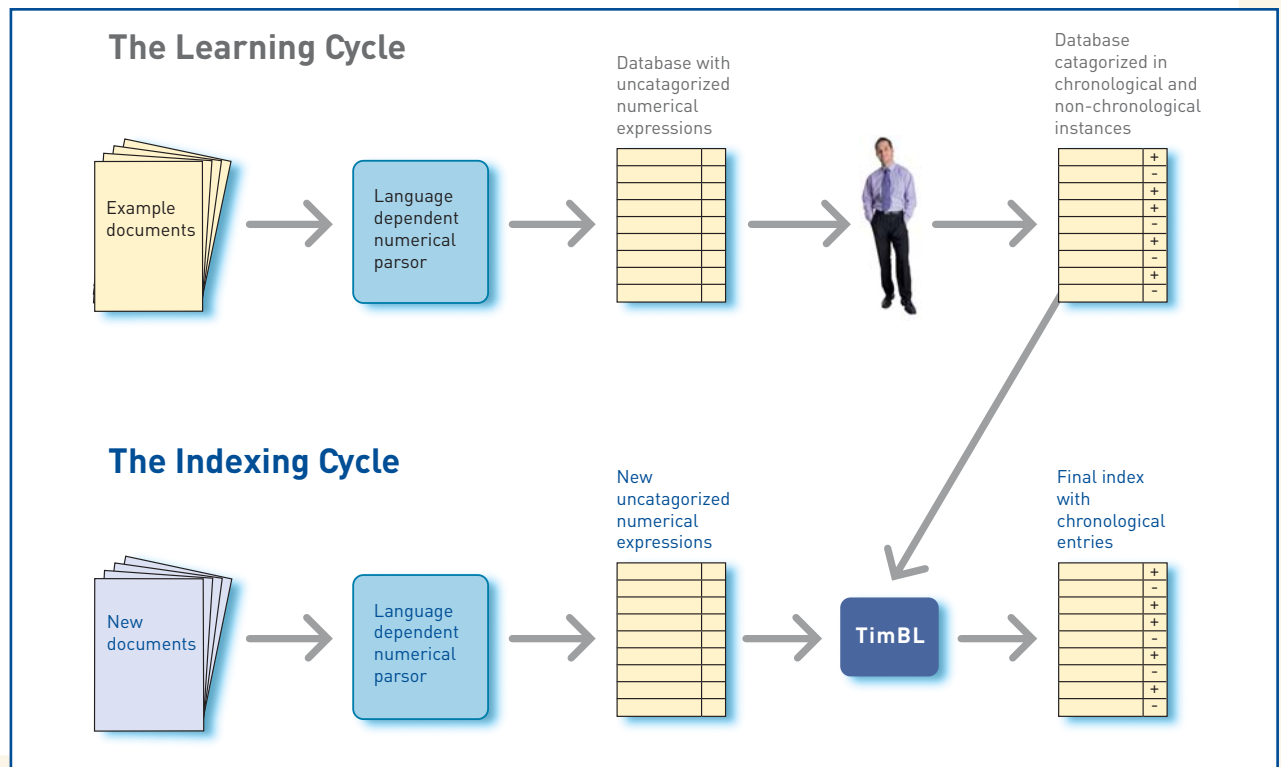 The Learning Cycle
Example
documents
Language
dependent
numerical
parsor
Database with
uncatagorized
numerical
expressions
Database
catagorized in
chronological and
non-chronological
instances
+
-
+
+
-
+
-
+
-
The Indexing Cycle
New
documents
Language
dependent
numerical
parsor
New
uncatagorized
numerical
expressions
TimBL
Final index
with
chronological
entries
+
-
+
+
-
+
-
+
-